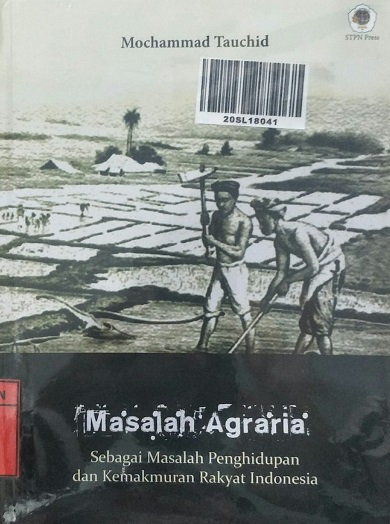 Mochammad Tauchid
STPN Press
20SL18041
Masalah Agraria
Sebagai Masalah Penghidupan
dan Kemakmuran Rakyat Indonesia
N